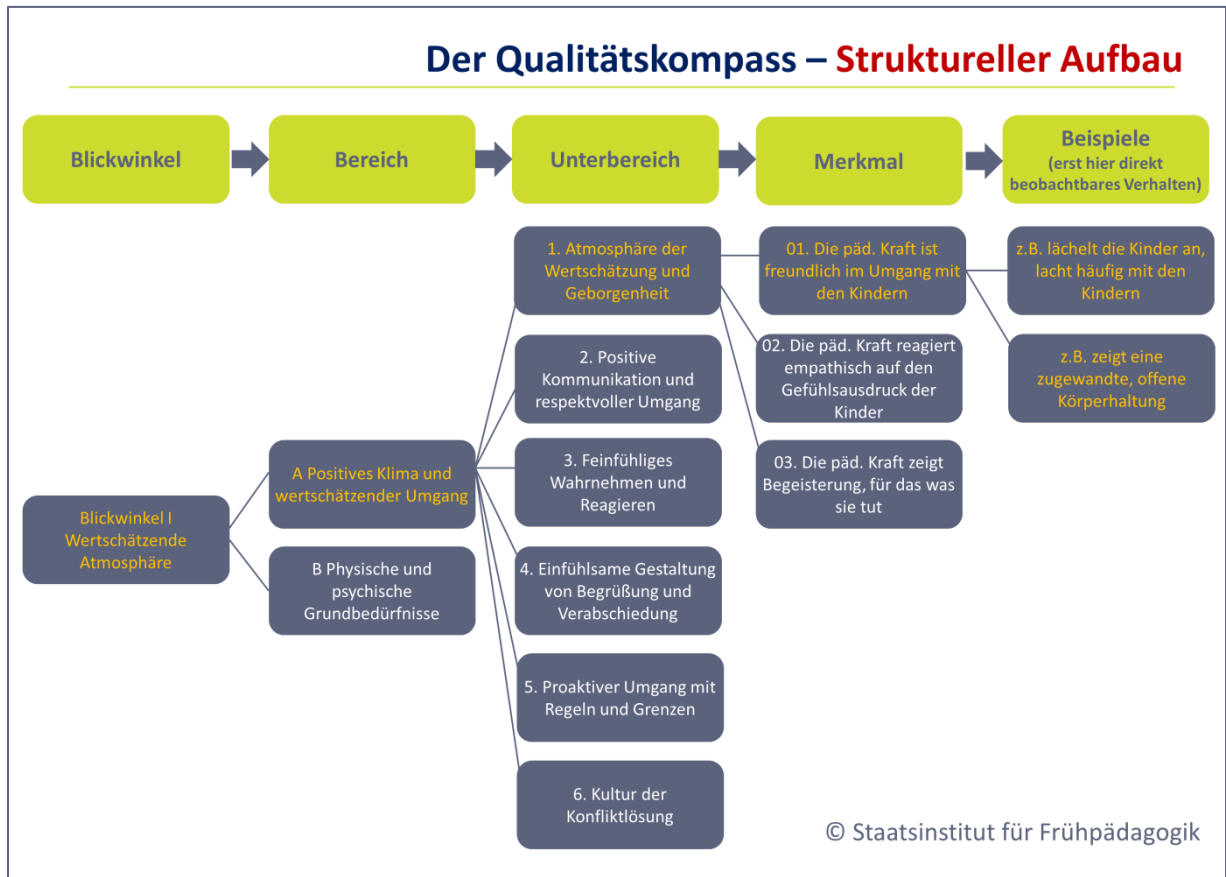 Der Qualitätskompass – Struktureller Aufbau
Blickwinkel
Bereich
Unterbereich
Merkmal
Beispiele
(erst hier direkt
beobachtbares Verhalten)
Blickwinkel I
Wertschätzende
Atmosphäre
A Positives Klima und
wertschätzender Umgang
B Physische und
psychische
Grundbedürfnisse
1. Atmosphäre der
Wertschätzung und
Geborgenheit
2. Positive
Kommunikation und
respektvoller Umgang
3. Feinfühliges
Wahrnehmen und
Reagieren
4. Einfühlsame Gestaltung
von Begrüßung und
Verabschiedung
5. Proaktiver Umgang mit
Regeln und Grenzen
6. Kultur der
Konfliktlösung
01. Die päd. Kraft ist
freundlich im Umgang mit
den Kindern
02. Die päd. Kraft reagiert
empathisch auf den
Gefühlsausdruck der
Kinder
03. Die päd. Kraft zeigt
Begeisterung, für das was
sie tut
z.B. lächelt die Kinder an,
lacht häufig mit den
Kindern
z.B. zeigt eine
zugewandte, offene
Körperhaltung
© Staatsinstitut für Frühpädagogik